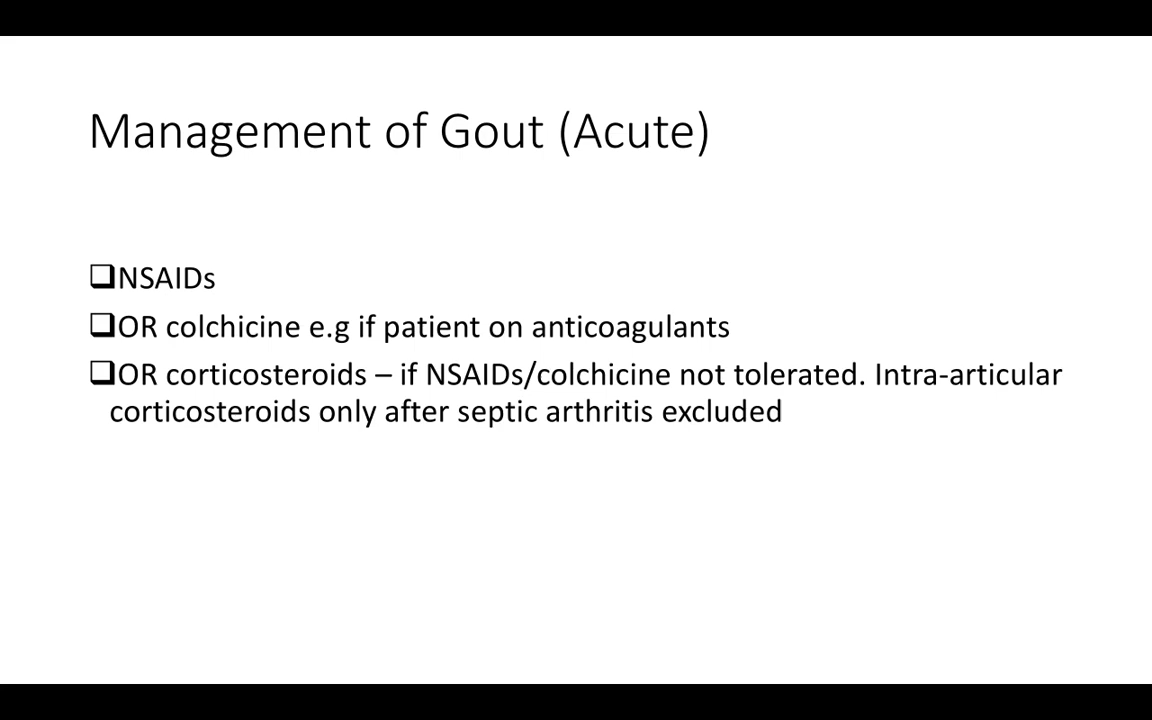 Management of Gout (Acute)
❑NSAIDs
❑OR colchicine e.g if patient on anticoagulants
❑OR corticosteroids – if NSAIDs/colchicine not tolerated. Intra-articular
corticosteroids only after septic arthritis excluded